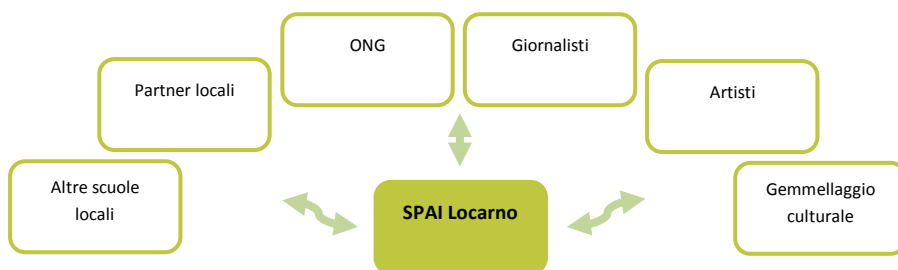 ONG
Giornalisti
Partner locali
Artisti
Altre scuole
locali
SPAI Locarno
Gemmellaggio
culturale